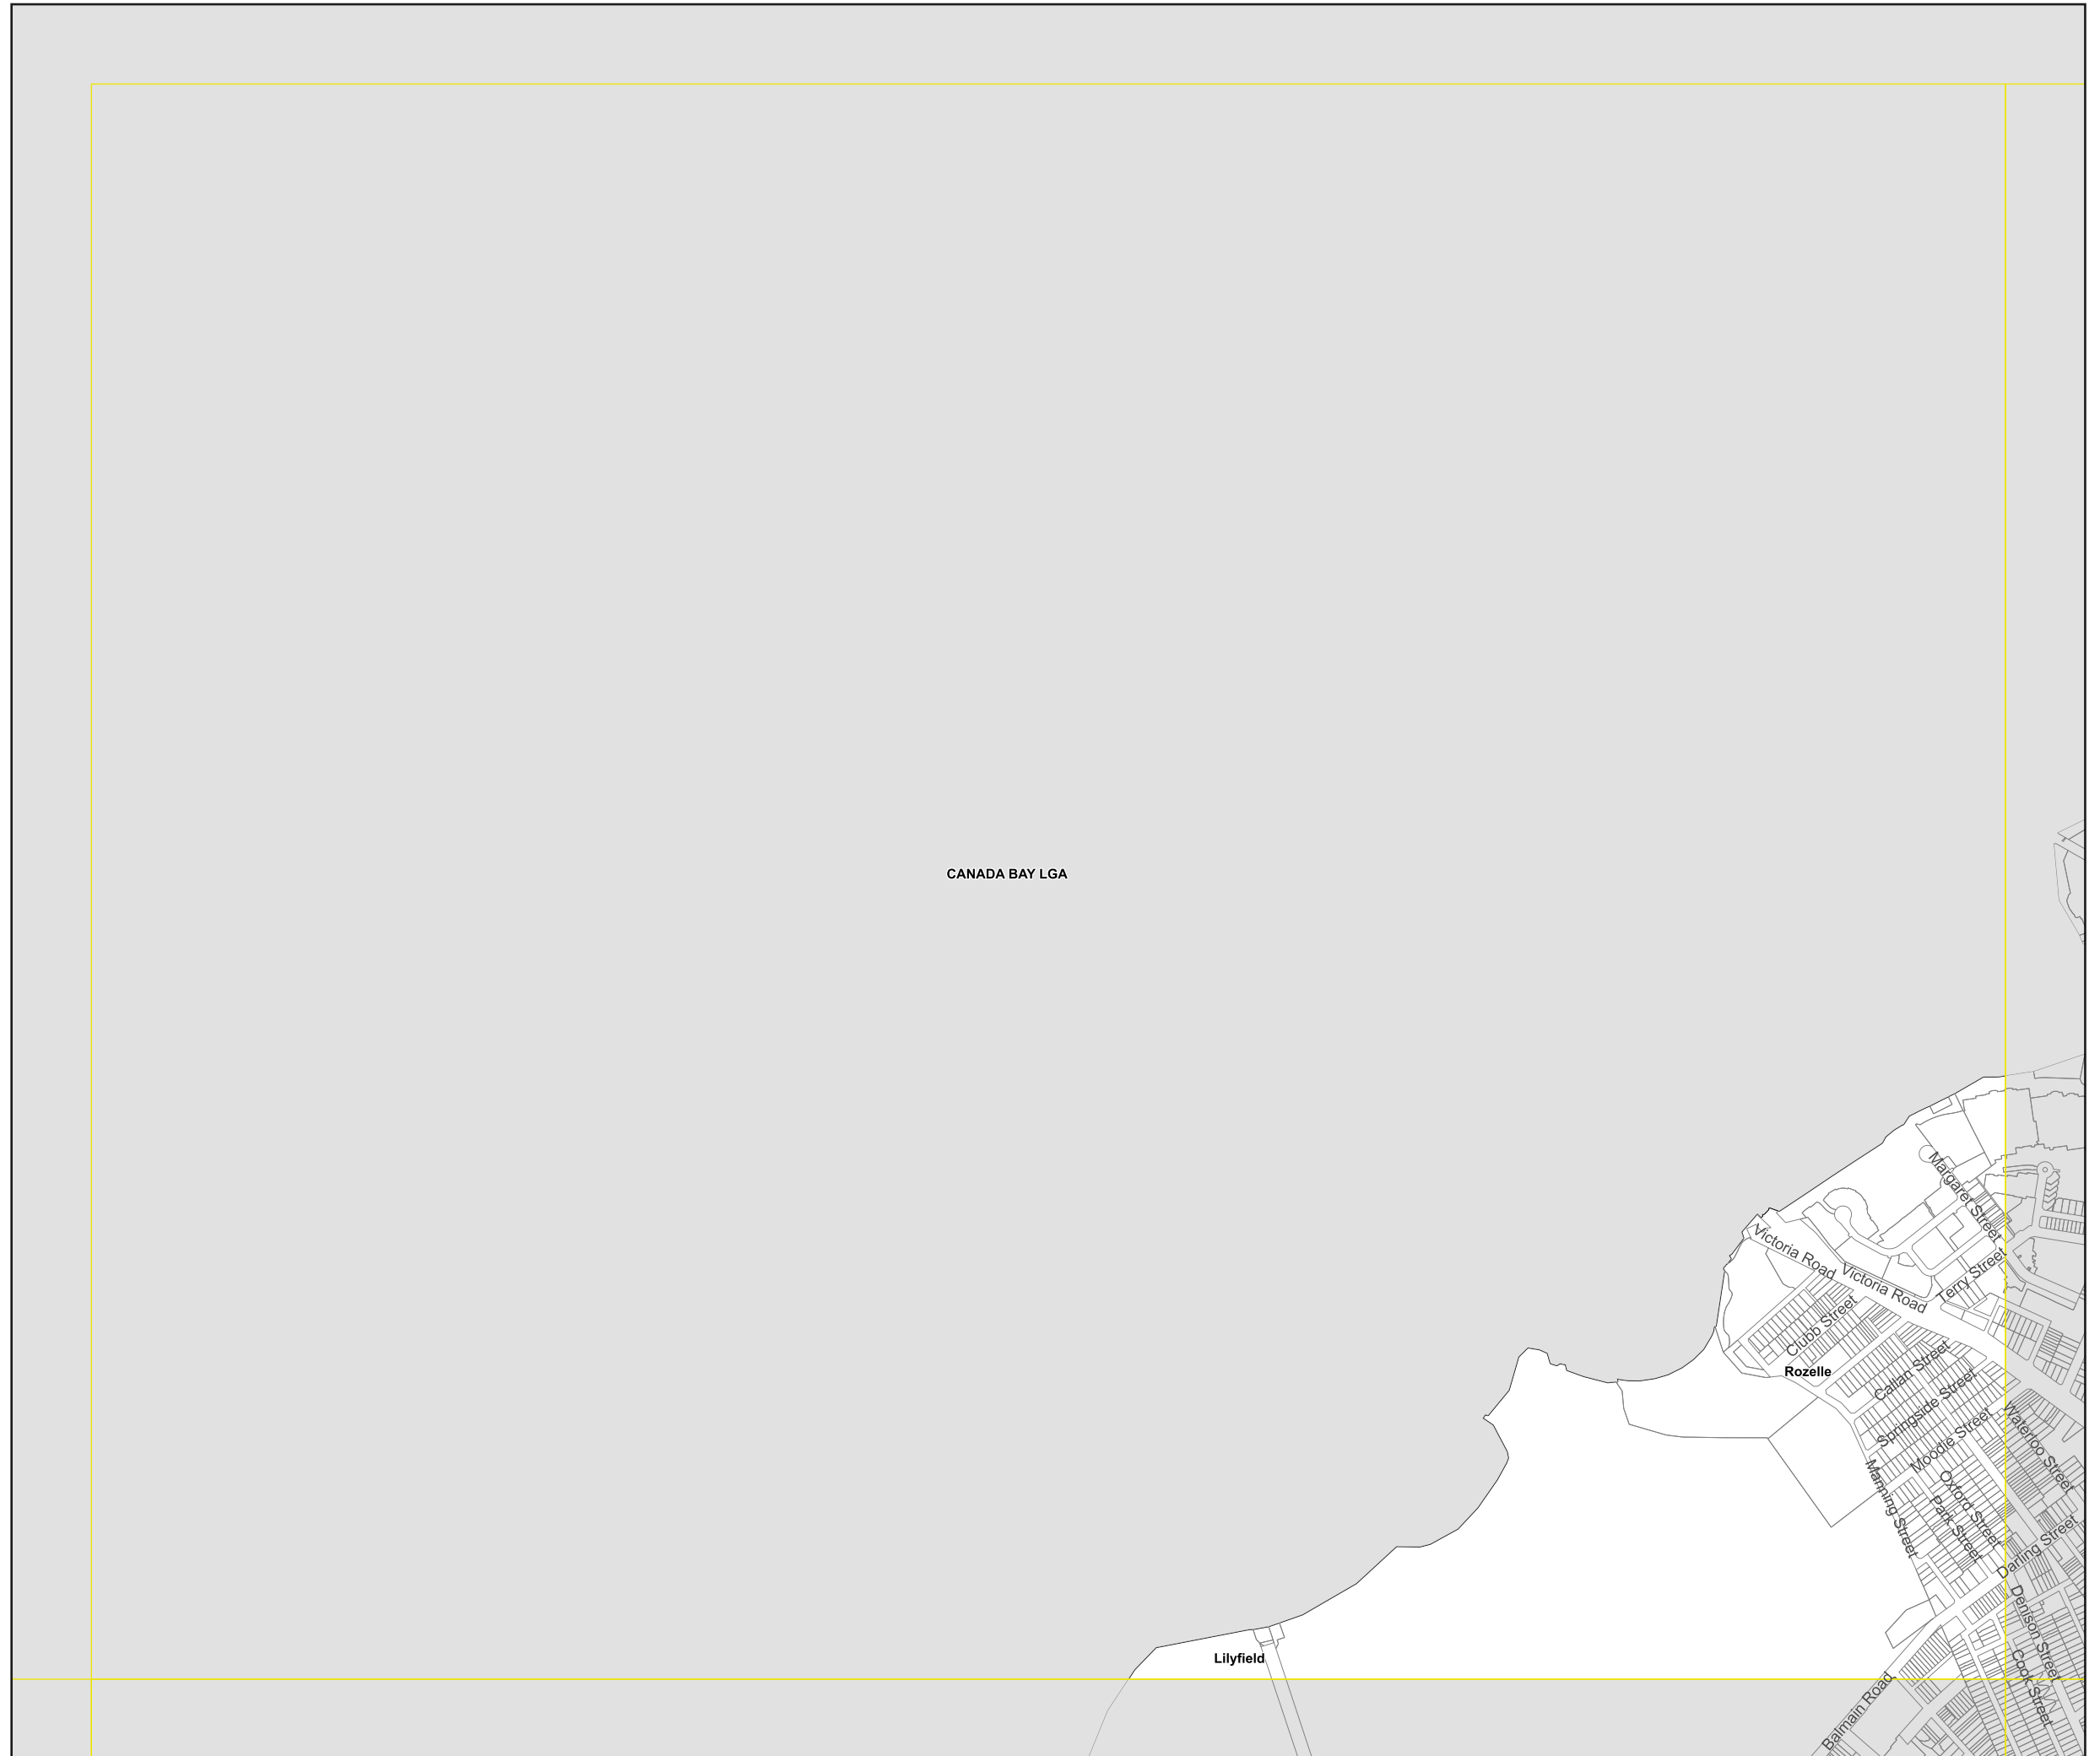 CANADA BAY LGA
Margaret Street
Victoria Road
Victoria Road
Terry Street
Clubb Street
Rozelle
Callan Street
Springside Street
Moodie Street
Waterloo Street
Manning Street
Oxford Street
Park Street
Darling Street
Denison Street
Cook Street
Lilyfield
Balmain Road